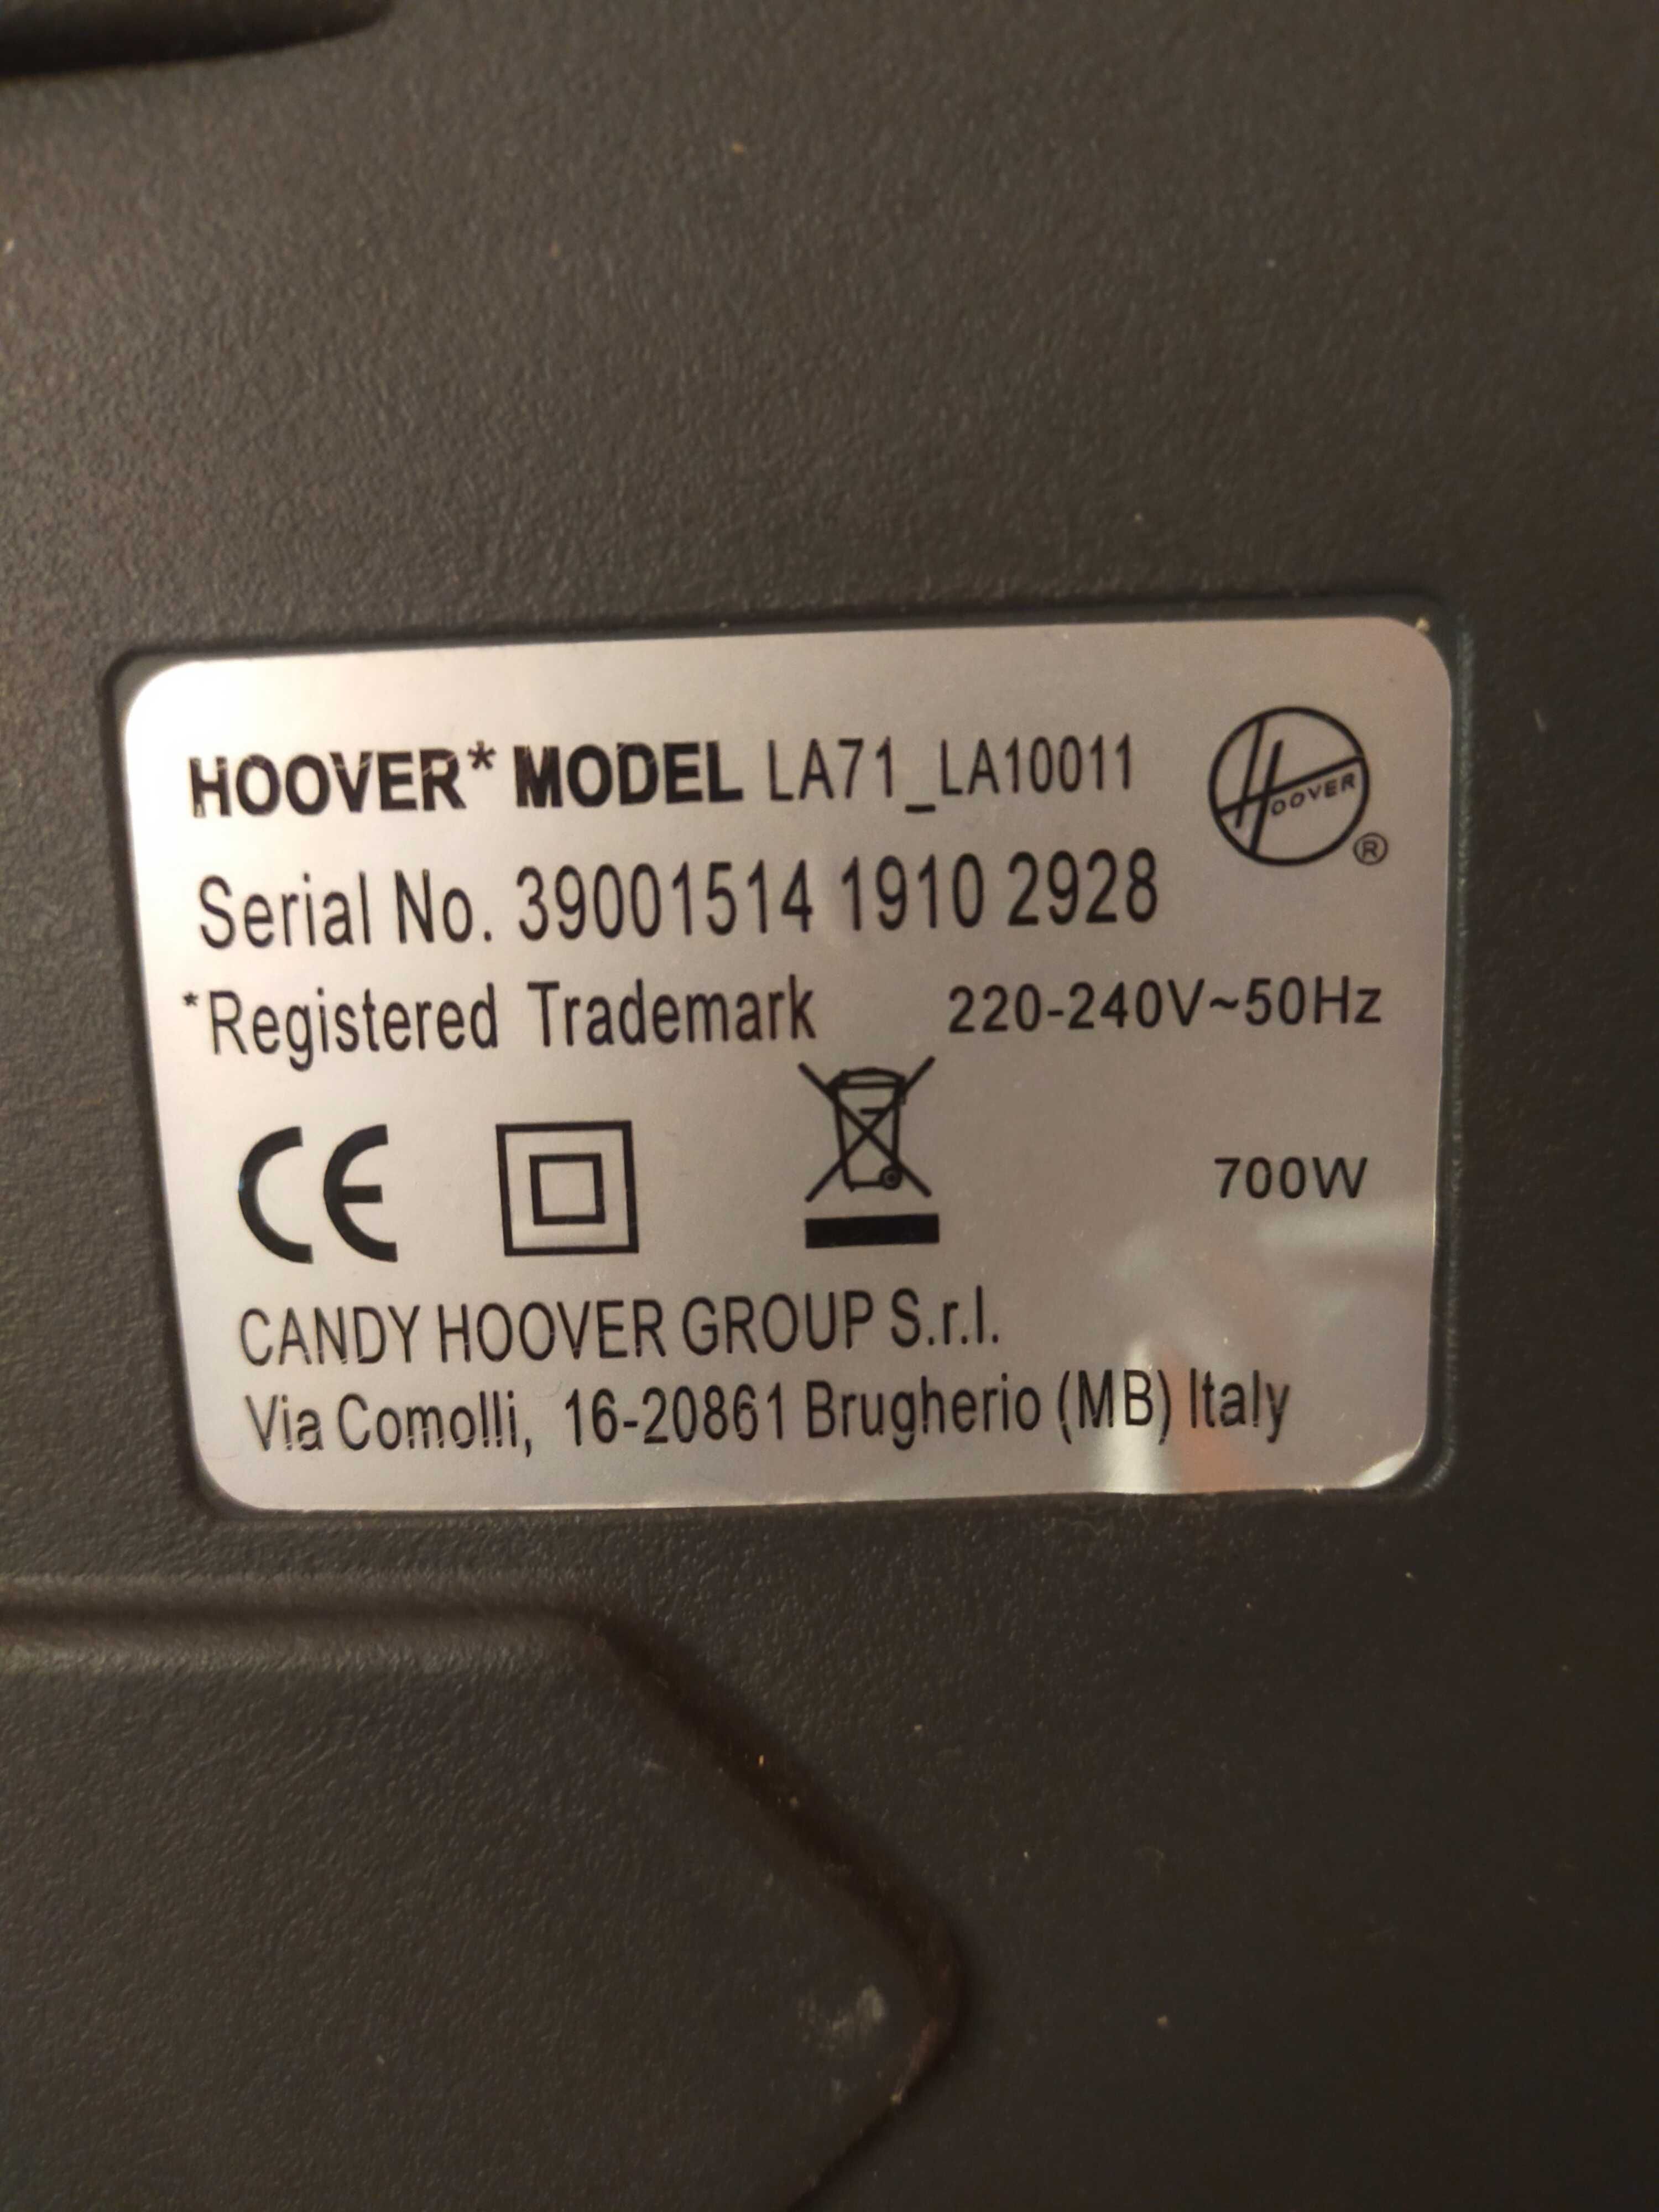 HOOVER* MODEL LA71_LA10011
HOOVER
®
Serial No. 39001514 1910 2928
*Registered Trademark 220-240V~50Hz
CE
700W
CANDY HOOVER GROUP S.r.l.
Via Comolli, 16-20861 Brugherio (MB) Italy